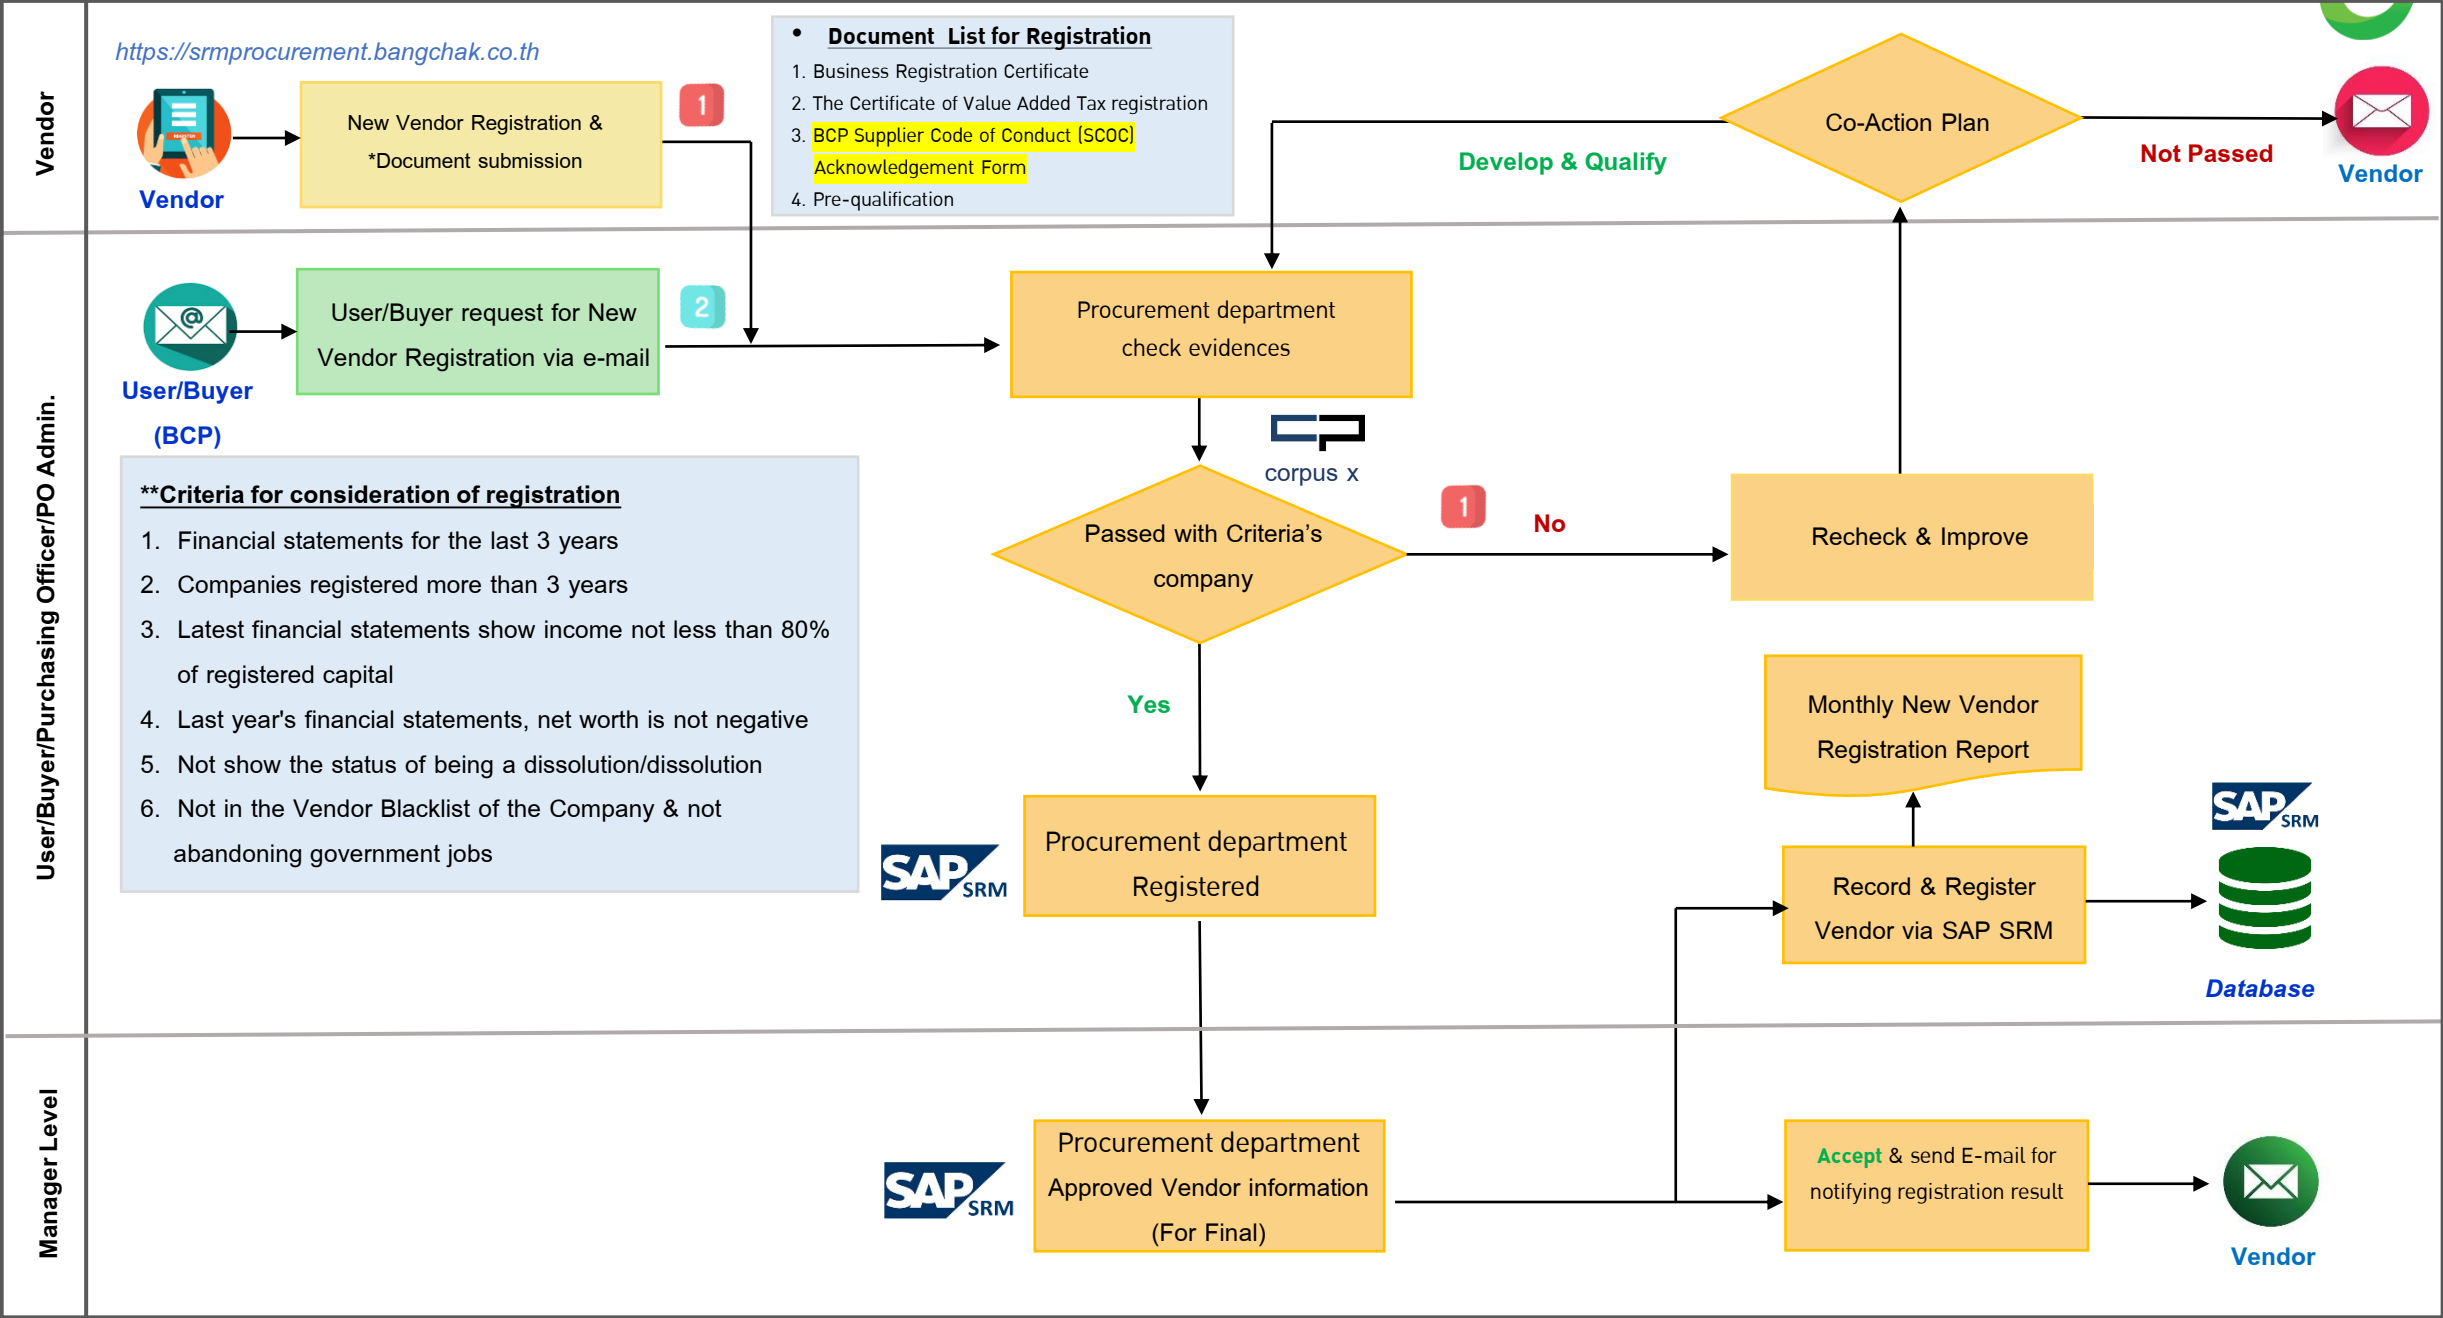 Vendor
https://srmprocurement.bangchak.co.th
REGISTER
Vendor
New Vendor Registration &
*Document submission
1
• Document List for Registration
1. Business Registration Certificate
2. The Certificate of Value Added Tax registration
3. BCP Supplier Code of Conduct (SCOC)
Acknowledgement Form
4. Pre-qualification
Develop & Qualify
Co-Action Plan
Not Passed
Vendor
User/Buyer/Purchasing Officer/PO Admin.
@
User/Buyer
(BCP)
User/Buyer request for New
Vendor Registration via e-mail
2
Procurement department
check evidences
corpus x
**Criteria for consideration of registration
1. Financial statements for the last 3 years
2. Companies registered more than 3 years
3. Latest financial statements show income not less than 80%
of registered capital
4. Last year's financial statements, net worth is not negative
5. Not show the status of being a dissolution/dissolution
6. Not in the Vendor Blacklist of the Company & not
abandoning government jobs
Passed with Criteria’s
company
1
No
Recheck & Improve
Yes
Monthly New Vendor
Registration Report
SAP
SRM
Procurement department
Registered
Record & Register
Vendor via SAP SRM
SAP
SRM
Database
Manager Level
SAP
SRM
Procurement department
Approved Vendor information
(For Final)
Accept & send E-mail for
notifying registration result
Vendor